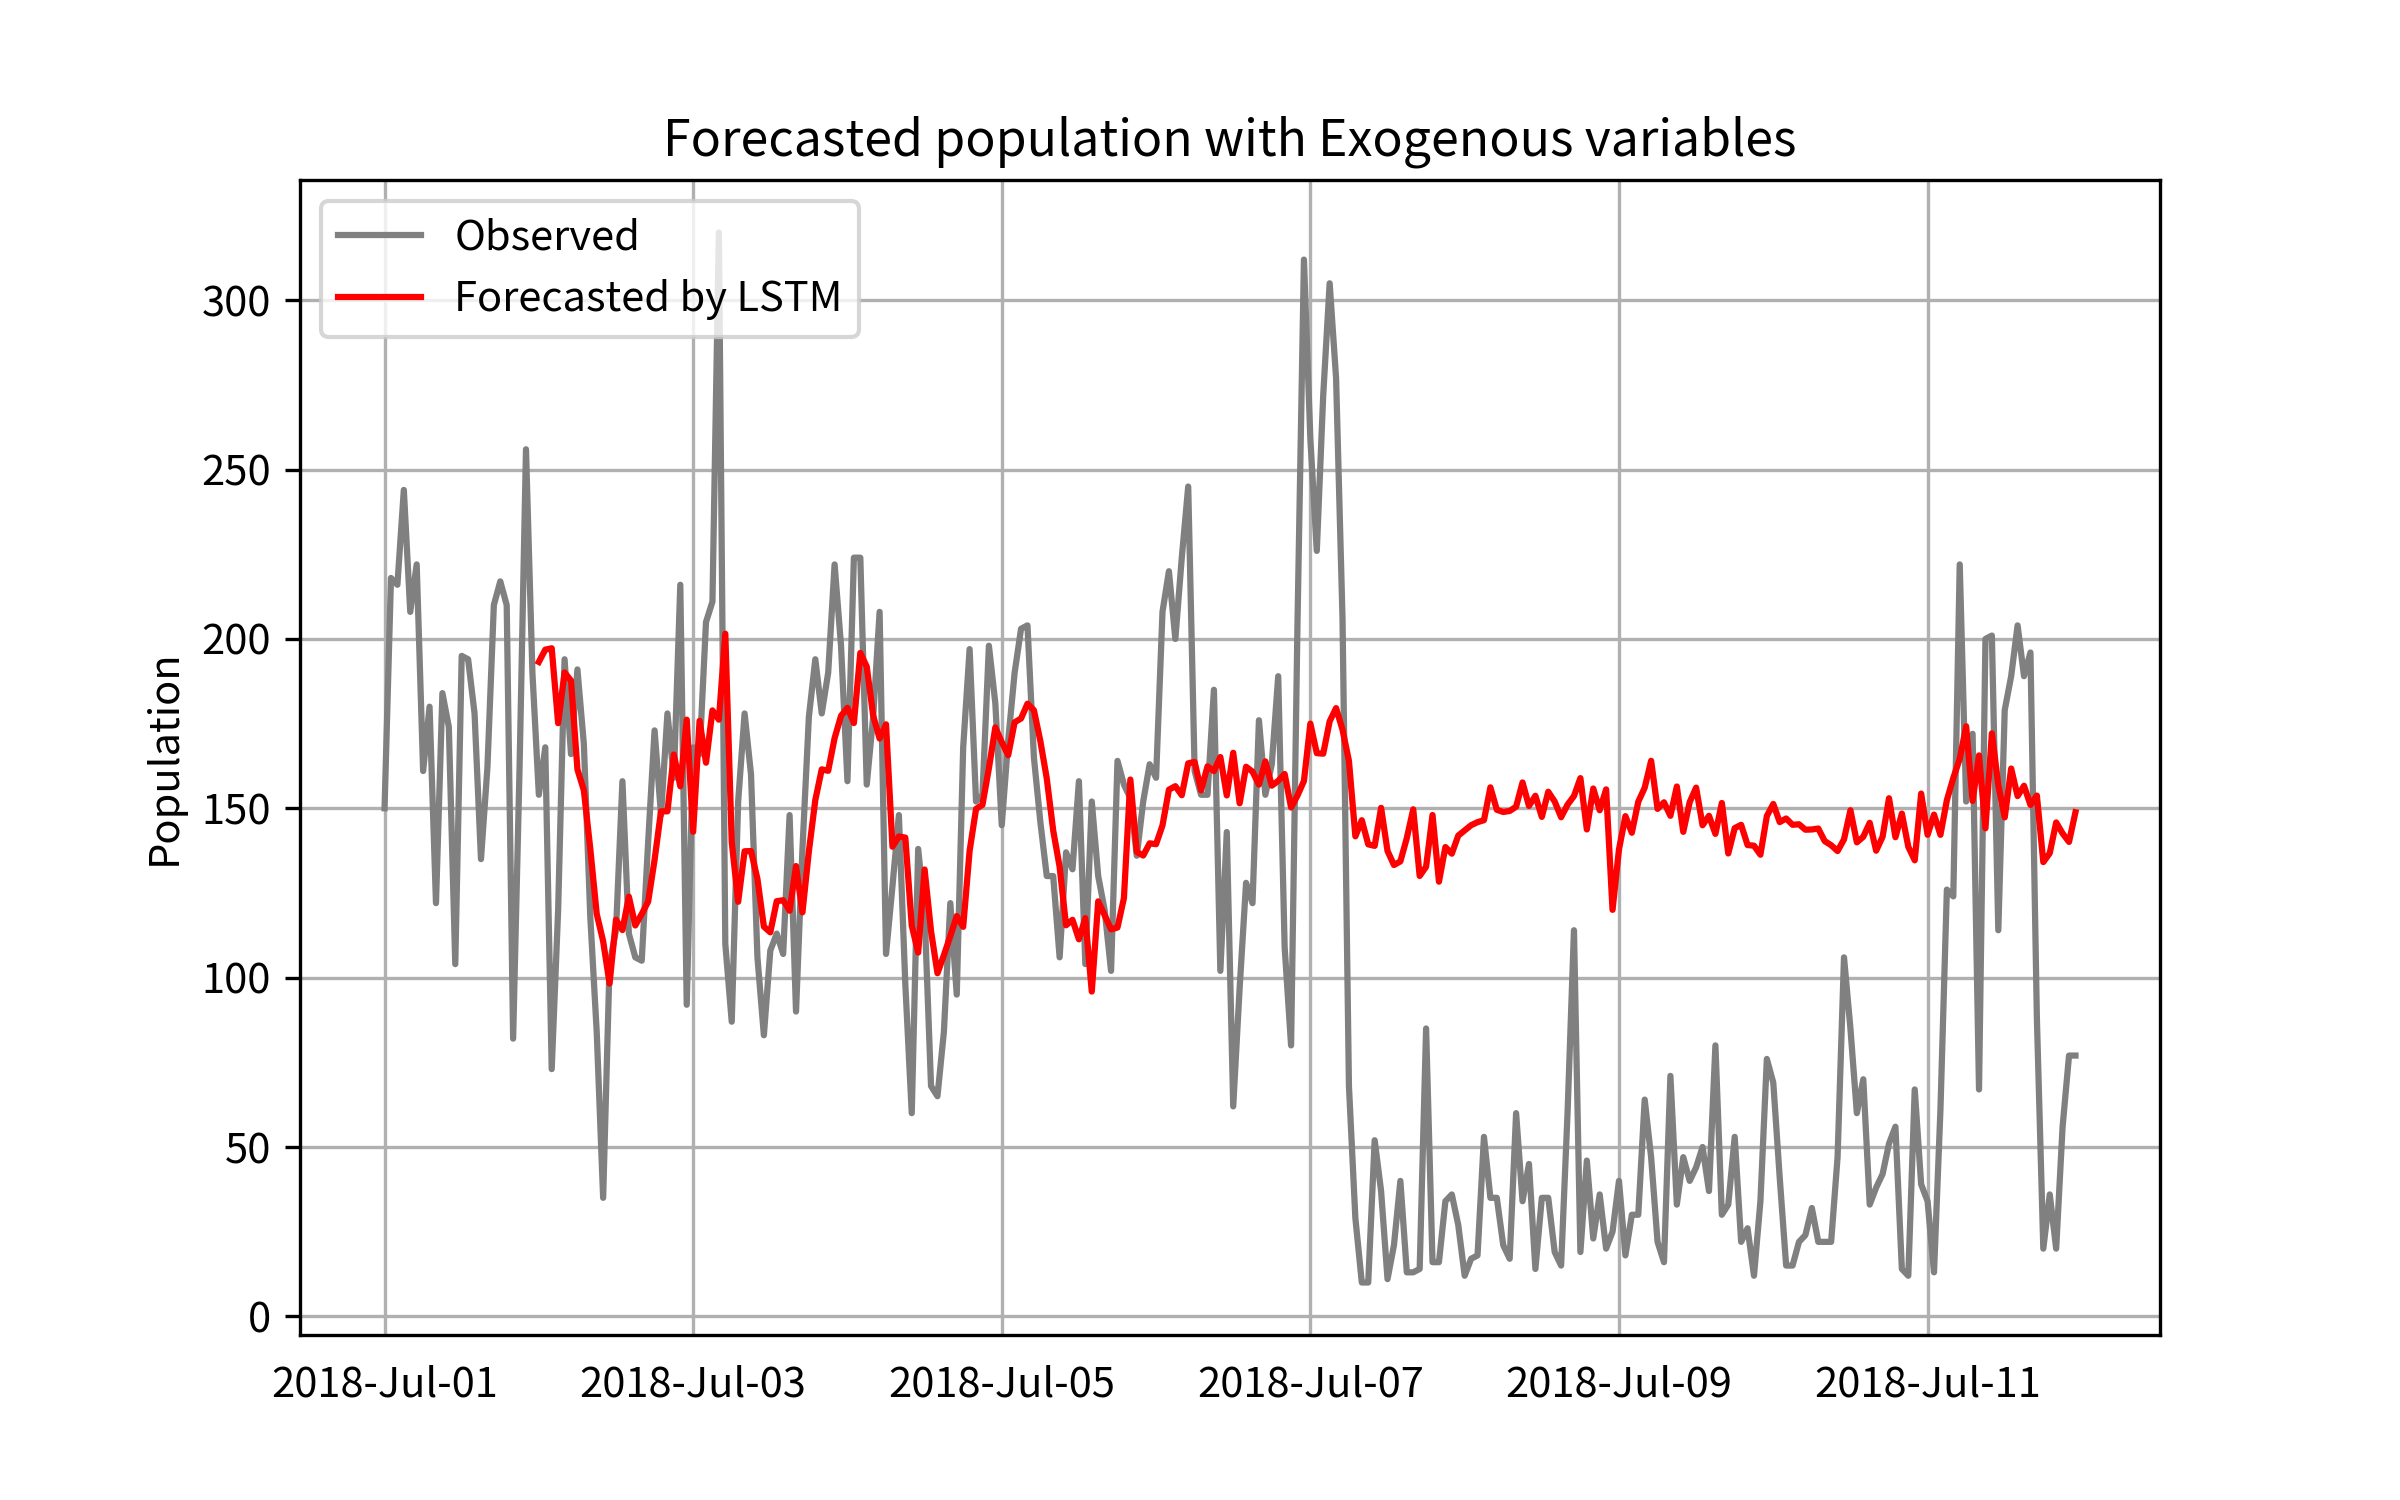 Forecasted population with Exogenous variables
Observed
Forecasted by LSTM
Population
300
250
200
150
100
50
0
2018-Jul-01
2018-Jul-03
2018-Jul-05
2018-Jul-07
2018-Jul-09
2018-Jul-11